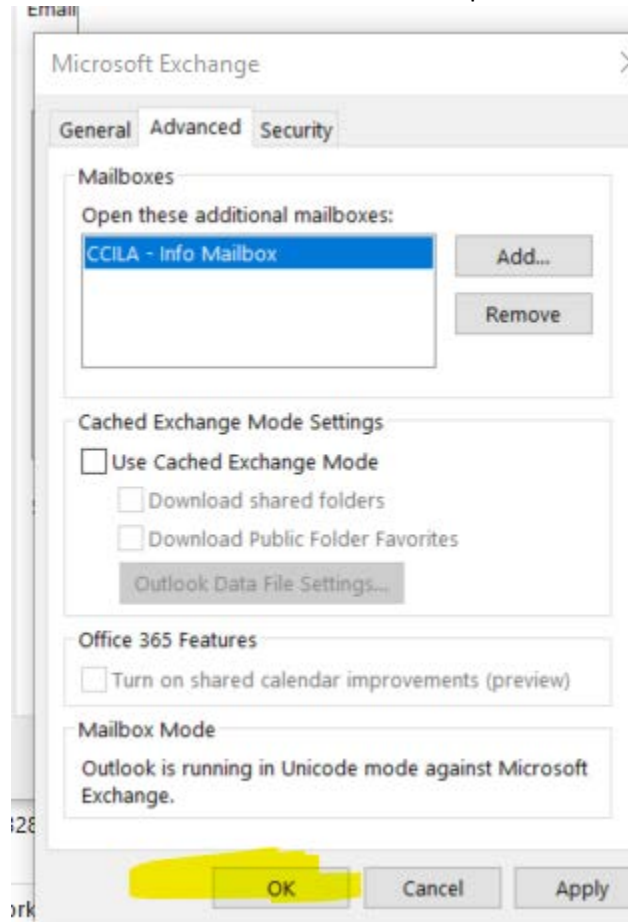 Email
Microsoft Exchange
General Advanced Security
Mailboxes
Open these additional mailboxes:
CCILA - Info Mailbox
Add...
Remove
Cached Exchange Mode Settings
Use Cached Exchange Mode
Download shared folders
Download Public Folder Favorites
Outlook Data File Settings...
Office 365 Features
Turn on shared calendar improvements (preview)
Mailbox Mode
Outlook is running in Unicode mode against Microsoft
Exchange.
328
OK Cancel Apply
ork